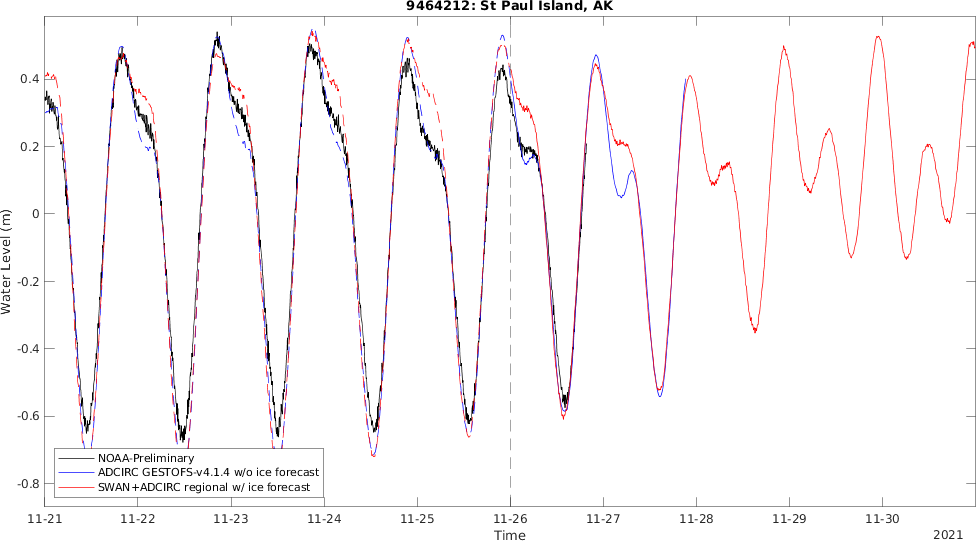 9464212: St Paul Island, AK
Water Level (m)
0.4
0.2
0
-0.2
-0.4
-0.6
-0.8
NOAA-Preliminary
ADCIRC GESTOFS-v4.1.4 w/o ice forecast
SWAN+ADCIRC regional w/ ice forecast
11-21 11-22 11-23 11-24 11-25 11-26 11-27 11-28 11-29 11-30
Time
2021